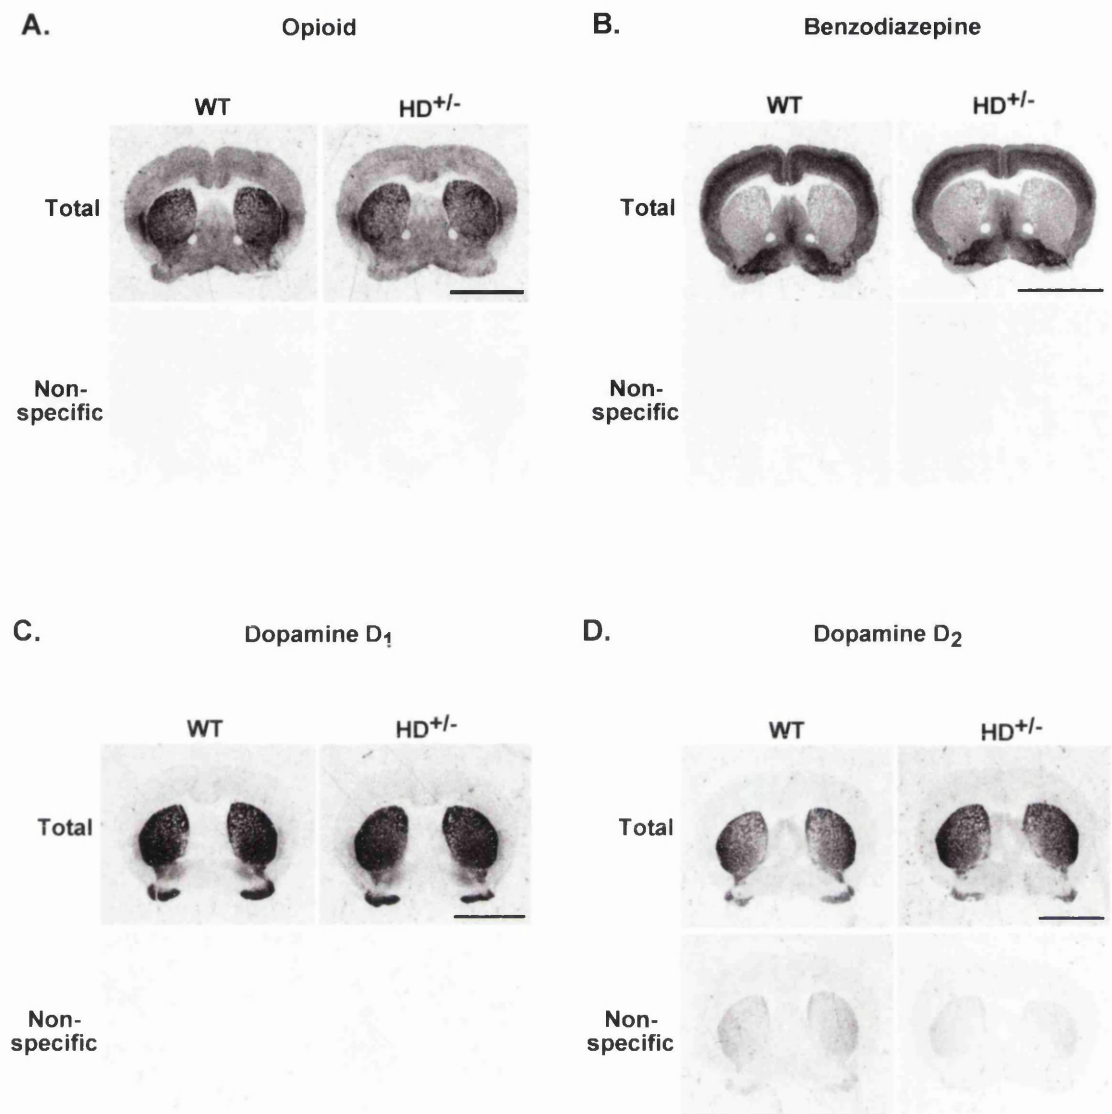 A. Opioid
WT HD+/-
Total
Non-
specific
B. Benzodiazepine
WT HD+/-
Total
Non-
specific
C. Dopamine D1
WT HD+/-
Total
Non-
specific
D. Dopamine D2
WT HD+/-
Total
Non-
specific